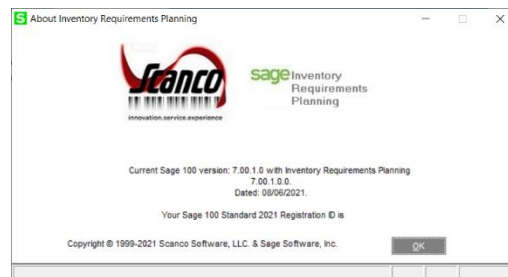 About Inventory Requirements Planning
Scanco
innovation.service.experience
sage Inventory
Requirements
Planning
Current Sage 100 version: 7.00.1.0 with Inventory Requirements Planning
7.00.1.0.0.
Dated: 08/06/2021.
Your Sage 100 Standard 2021 Registration ID is
Copyright © 1999-2021 Scanco Software, LLC. & Sage Software, Inc.
OK